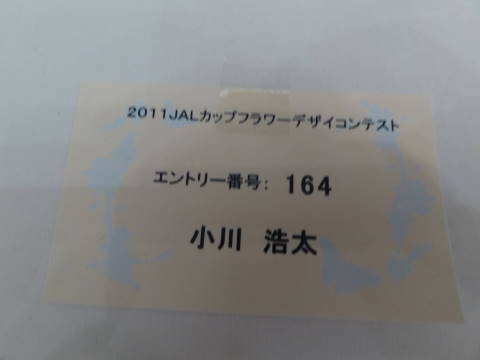 2011JALカップフラワーデザイコンテスト
エントリー番号： 164
小川　浩太